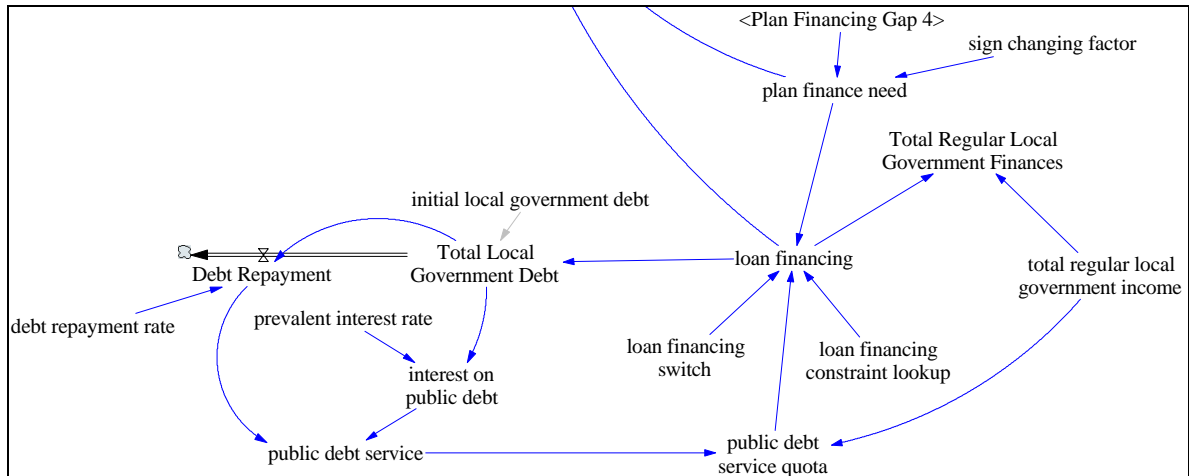 <Plan Financing Gap 4>
sign changing factor
plan finance need
Total Regular Local
Government Finances
initial local government debt
Total Local
Government Debt
loan financing
Debt Repayment
total regular local
government income
debt repayment rate
prevalent interest rate
loan financing
switch
loan financing
constraint lookup
interest on
public debt
public debt service
public debt
service quota